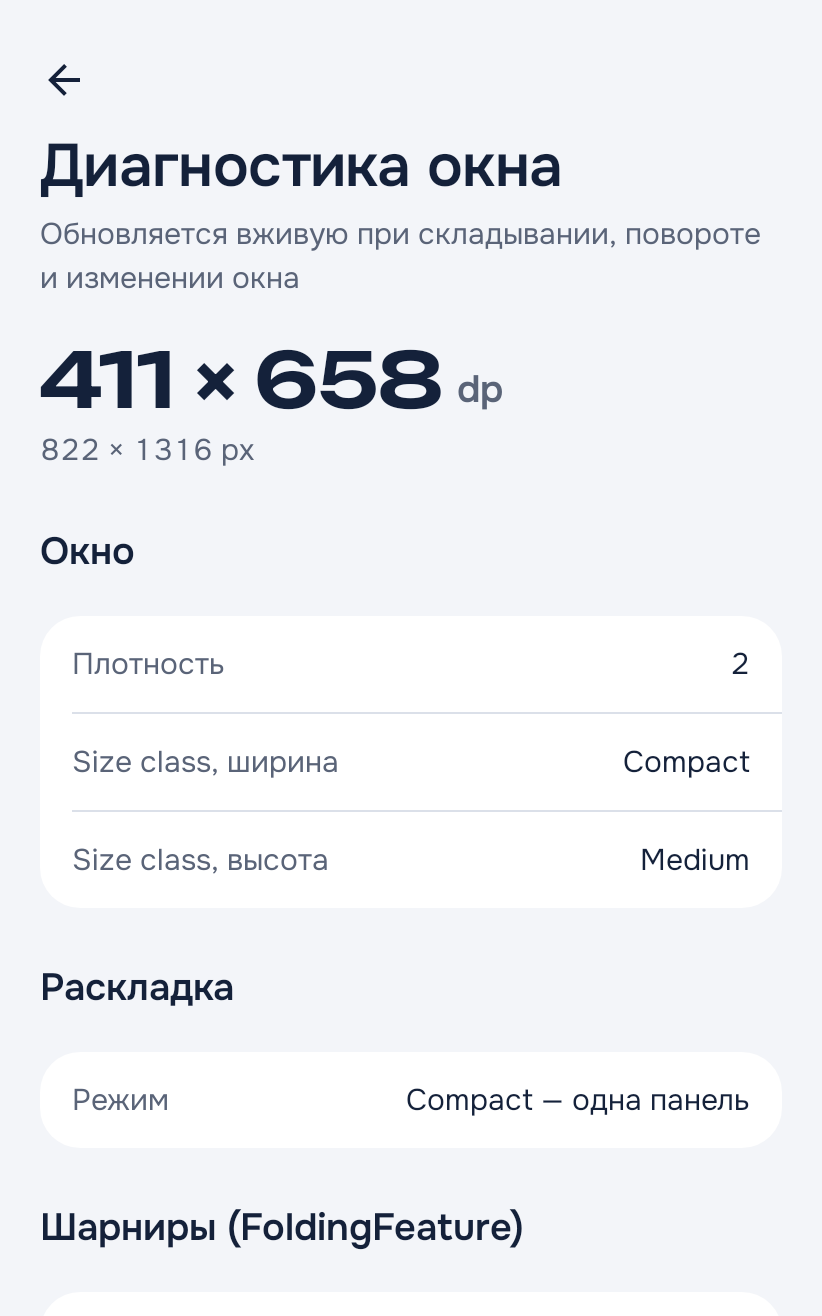 Диагностика окна
Обновляется вживую при складывании, повороте
и изменении окна
411 × 658 dp
822 × 1316 px
Окно
Плотность 2
Size class, ширина Compact
Size class, высота Medium
Раскладка
Режим Compact — одна панель
Шарниры (FoldingFeature)